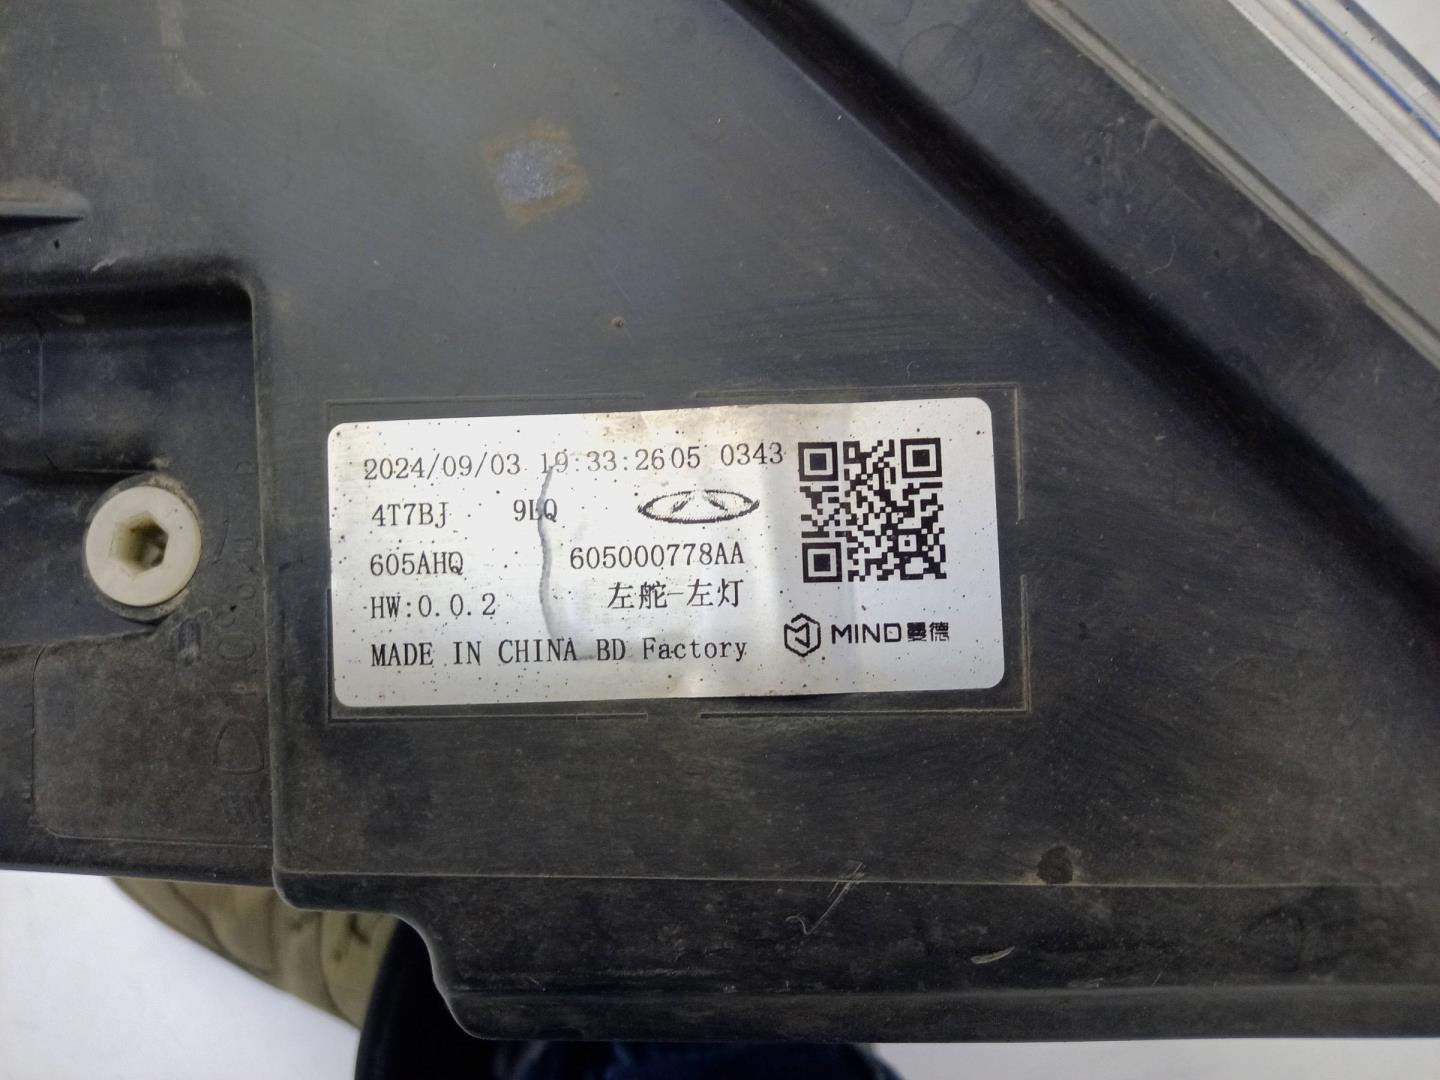 2024/09/03 19:33:2605 0343
4T7BJ 9LQ
605AHQ 605000778AA
HW:0.0.2 左舵-左灯
MADE IN CHINA BD Factory
MIND 曼德